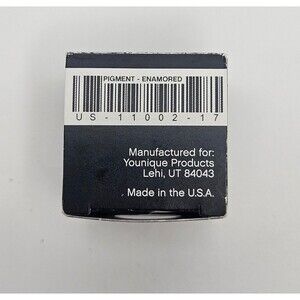 PIGMENT - ENAMORED
US-11002-17
Manufactured for:
Younique Products
Lehi, UT 84043
Made in the U.S.A.